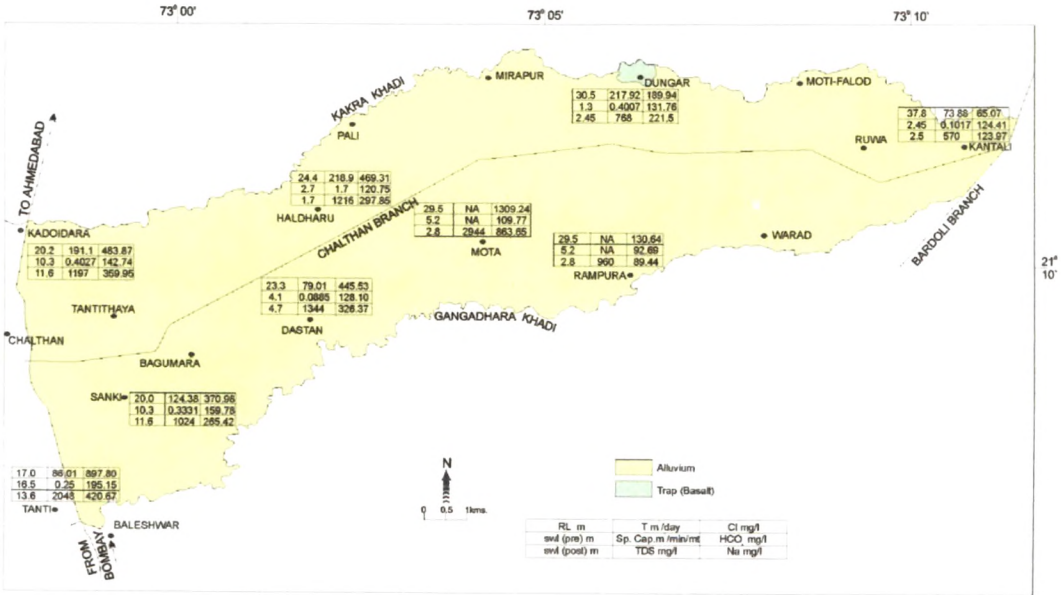 73° 00' 73° 05' 73° 10'
MIRAPUR
DUNGAR
MOTI-FALOD
30.5 217.92 189.94
1.3 0.4007 131.76
2.45 768 221.5
KAKRA KHADI
PALI
37.8 73.88 65.07
2.45 0.1017 124.41
2.5 570 123.97
RUWA
KANTALI
TO AHMEDABAD
24.4 218.9 469.31
2.7 1.7 120.75
1.7 1216 297.85
HALDHARU
CHALTHAN BRANCH
29.5 NA 1309.24
5.2 NA 109.77
2.8 2944 863.65
MOTA
BARDOLI BRANCH
KADOIDARA
20.2 191.1 483.87
10.3 0.4027 142.74
11.6 1197 359.95
WARAD
29.5 NA 130.64
5.2 NA 92.69
2.8 960 89.44
RAMPURA
21°
10'
23.3 79.01 445.53
4.1 0.0885 128.10
4.7 1344 326.37
DASTAN
TANTITHAYA
GANGADHARA KHADI
CHALTHAN
BAGUMARA
SANKI
20.0 124.38 370.98
10.3 0.3331 159.78
11.6 1024 265.42
17.0 86.01 897.80
16.5 0.25 195.15
13.6 2048 420.67
TANTI
BALESHWAR
FROM
BOMBAY
N
0 0.5 1kms.
Alluvium
Trap (Basalt)
RL m T m /day Cl mg/l
swl (pre) m Sp. Cap.m /min/mt HCO mg/l
swl (post) m TDS mg/l Na mg/l